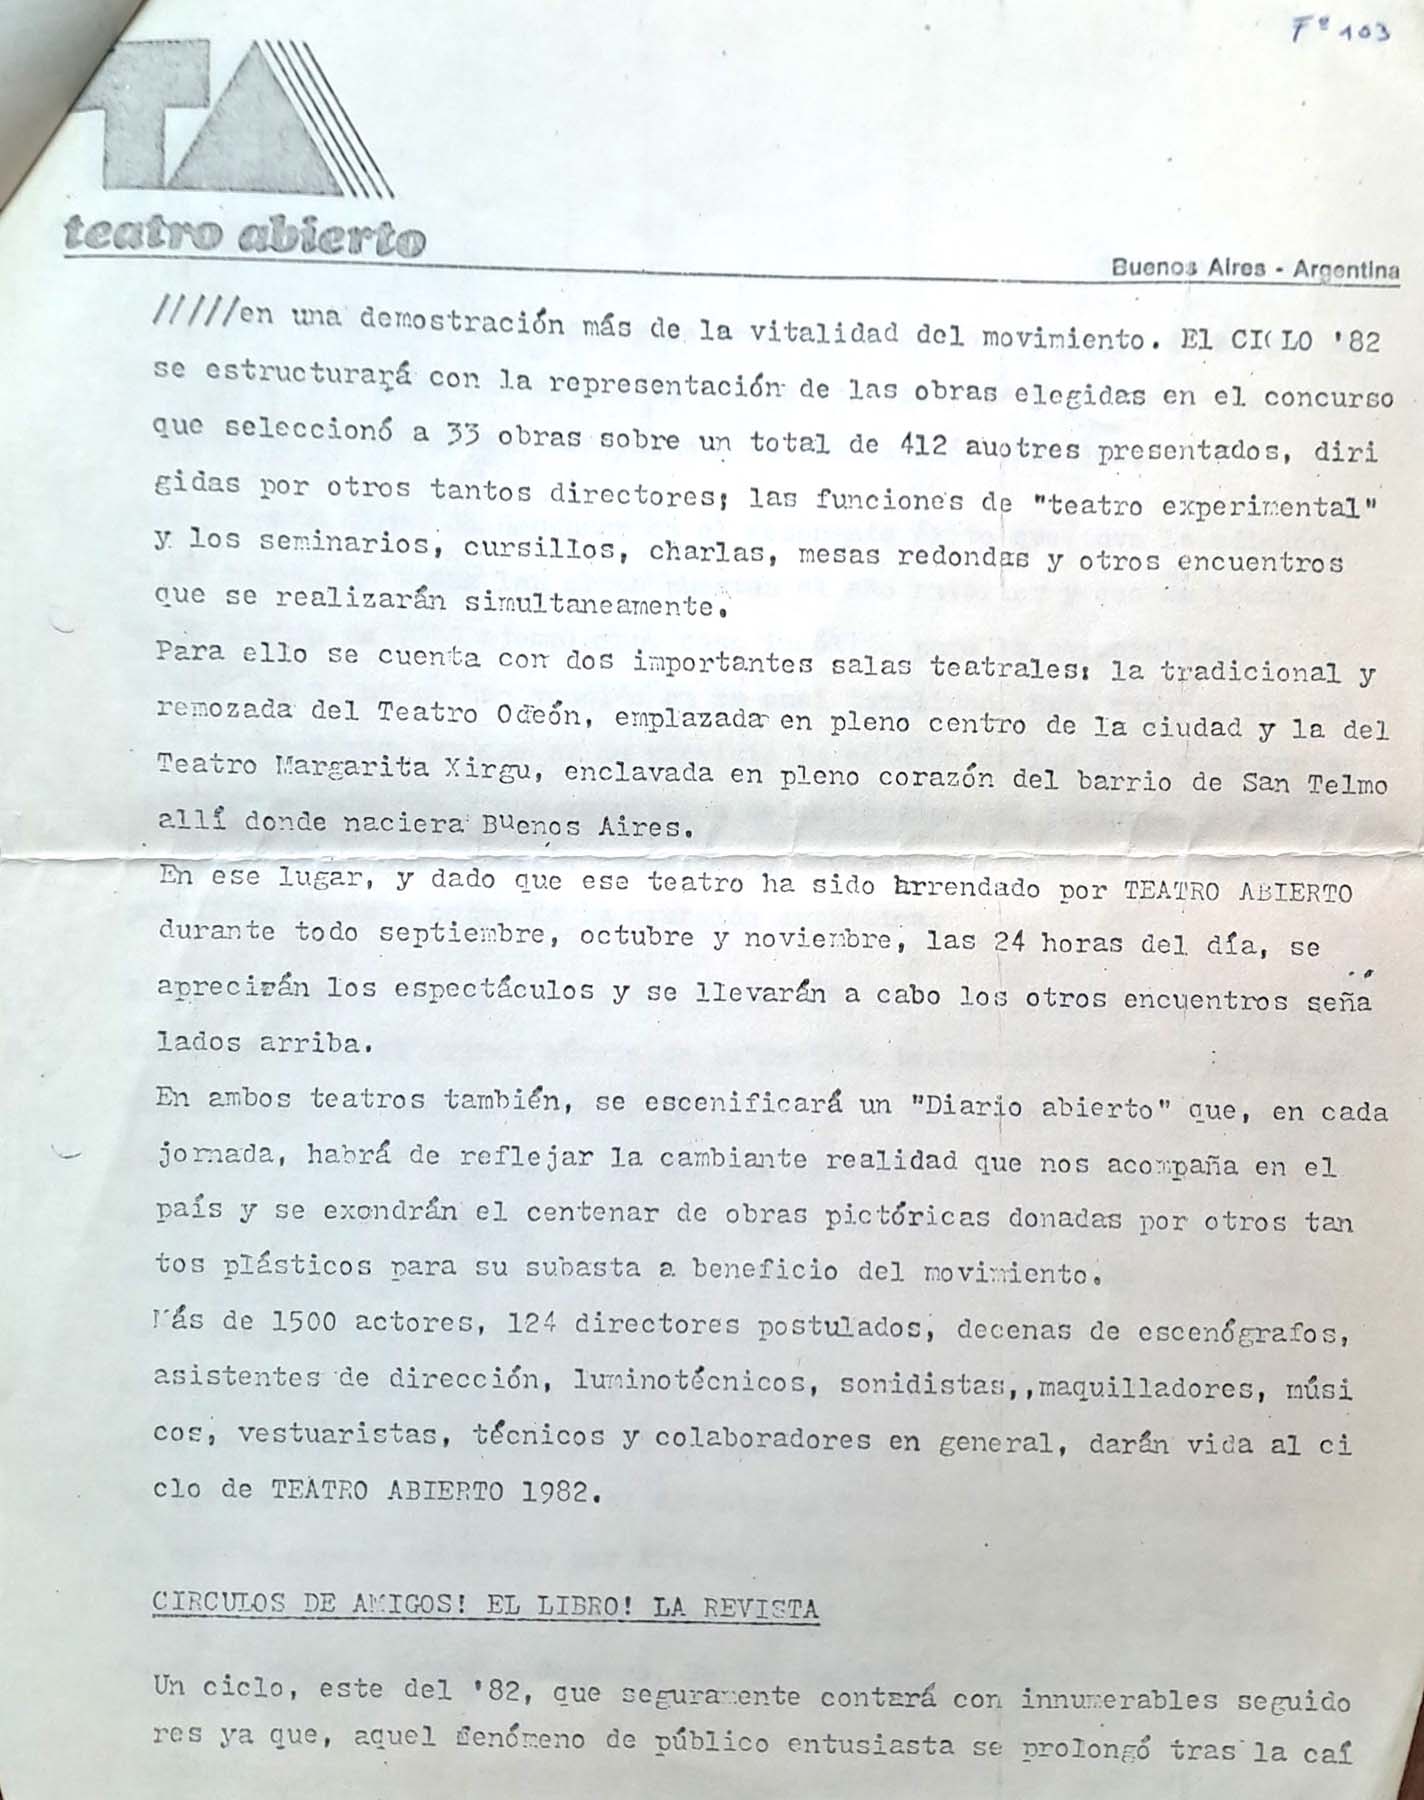 Fº 103
TA
teatro abierto
Buenos Aires - Argentina
/////en una demostración más de la vitalidad del movimiento. El CICLO '82
se estructurará con la representación de las obras elegidas en el concurso
que seleccionó a 33 obras sobre un total de 412 auotres presentados, diri
gidas por otros tantos directores; las funciones de "teatro experimental"
y los seminarios, cursillos, charlas, mesas redondas y otros encuentros
que se realizarán simultaneamente.
Para ello se cuenta con dos importantes salas teatrales: la tradicional y
remozada del Teatro Odeón, emplazada en pleno centro de la ciudad y la del
Teatro Margarita Xirgu, enclavada en pleno corazón del barrio de San Telmo
allí donde naciera Buenos Aires.
En ese lugar, y dado que ese teatro ha sido arrendado por TEATRO ABIERTO
durante todo septiembre, octubre y noviembre, las 24 horas del día, se
aprecirán los espectáculos y se llevarán a cabo los otros encuentros seña
lados arriba.
En ambos teatros también, se escenificará un "Diario abierto" que, en cada
jornada, habrá de reflejar la cambiante realidad que nos acompaña en el
país y se exondrán el centenar de obras pictóricas donadas por otros tan
tos plásticos para su subasta a beneficio del movimiento.
Más de 1500 actores, 124 directores postulados, decenas de escenógrafos,
asistentes de dirección, luminotécnicos, sonidistas,,maquilladores, músi
cos, vestuaristas, técnicos y colaboradores en general, darán vida al ci
clo de TEATRO ABIERTO 1982.
CIRCULOS DE AMIGOS! EL LIBRO! LA REVISTA
Un ciclo, este del '82, que seguramente contará con innumerables seguido
res ya que, aquel fenómeno de público entusiasta se prolongó tras la caí